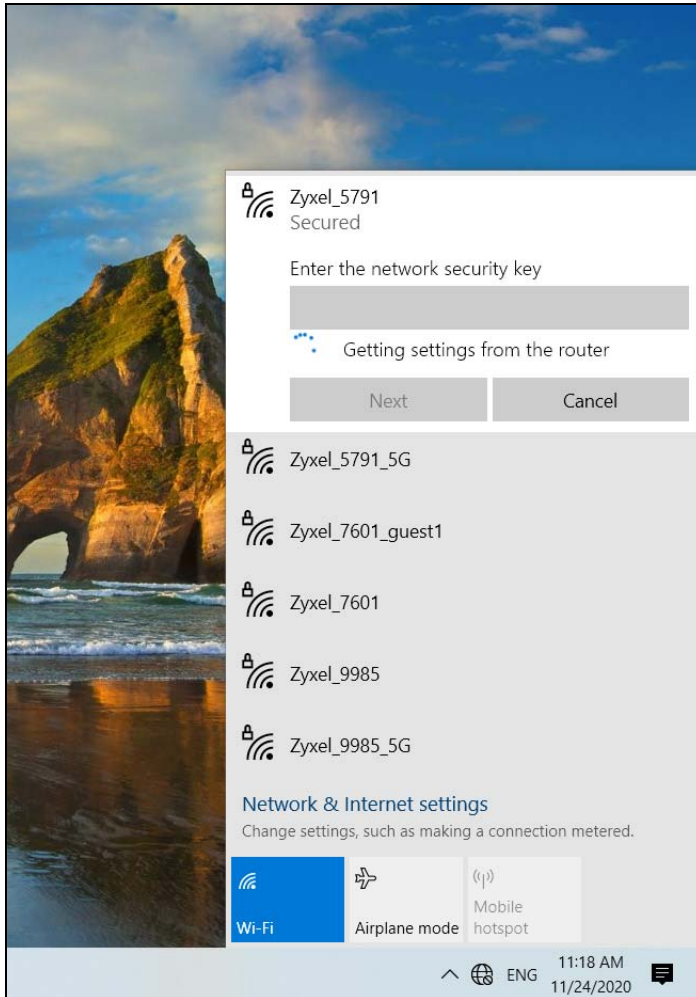 Zyxel_5791
Secured
Enter the network security key
Getting settings from the router
Next
Cancel
Zyxel_5791_5G
Zyxel_7601_guest1
Zyxel_7601
Zyxel_9985
Zyxel_9985_5G
Network & Internet settings
Change settings, such as making a connection metered.
Wi-Fi
Airplane mode
Mobile
hotspot
ENG
11:18 AM
11/24/2020